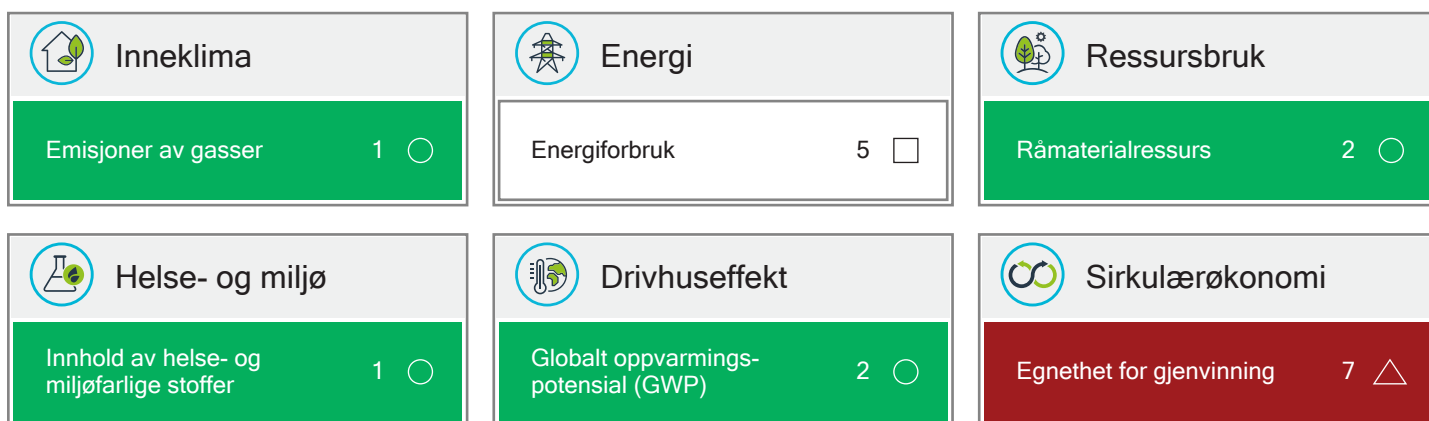 Inneklima
Emisjoner av gasser 1
Energi
Energiforbruk 5
Ressursbruk
Råmaterialressurs 2
Helse- og miljø
Innhold av helse- og
miljøfarlige stoffer 1
Drivhuseffekt
Globalt oppvarmings-
potensial (GWP) 2
Sirkulærøkonomi
Egnethet for gjenvinning 7